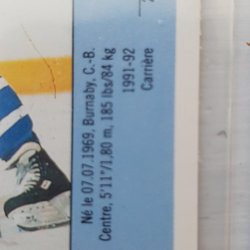 Né le 07.07.1969, Burnaby, C.-B.
Centre, 5'11"/1,80 m, 185 lbs/84 kg
1991-92
Carrière